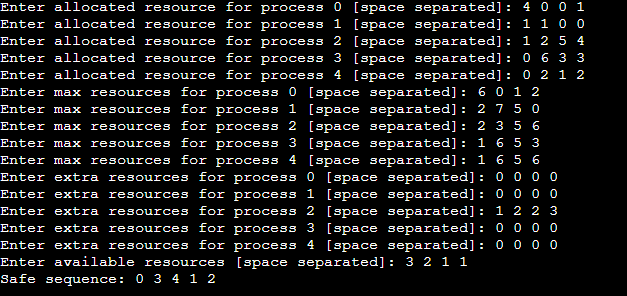 Enter allocated resource for process 0 [space separated]: 4 0 0 1
Enter allocated resource for process 1 [space separated]: 1 1 0 0
Enter allocated resource for process 2 [space separated]: 1 2 5 4
Enter allocated resource for process 3 [space separated]: 0 6 3 3
Enter allocated resource for process 4 [space separated]: 0 2 1 2
Enter max resources for process 0 [space separated]: 6 0 1 2
Enter max resources for process 1 [space separated]: 2 7 5 0
Enter max resources for process 2 [space separated]: 2 3 5 6
Enter max resources for process 3 [space separated]: 1 6 5 3
Enter max resources for process 4 [space separated]: 1 6 5 6
Enter extra resources for process 0 [space separated]: 0 0 0 0
Enter extra resources for process 1 [space separated]: 0 0 0 0
Enter extra resources for process 2 [space separated]: 1 2 2 3
Enter extra resources for process 3 [space separated]: 0 0 0 0
Enter extra resources for process 4 [space separated]: 0 0 0 0
Enter available resources [space separated]: 3 2 1 1
Safe sequence: 0 3 4 1 2